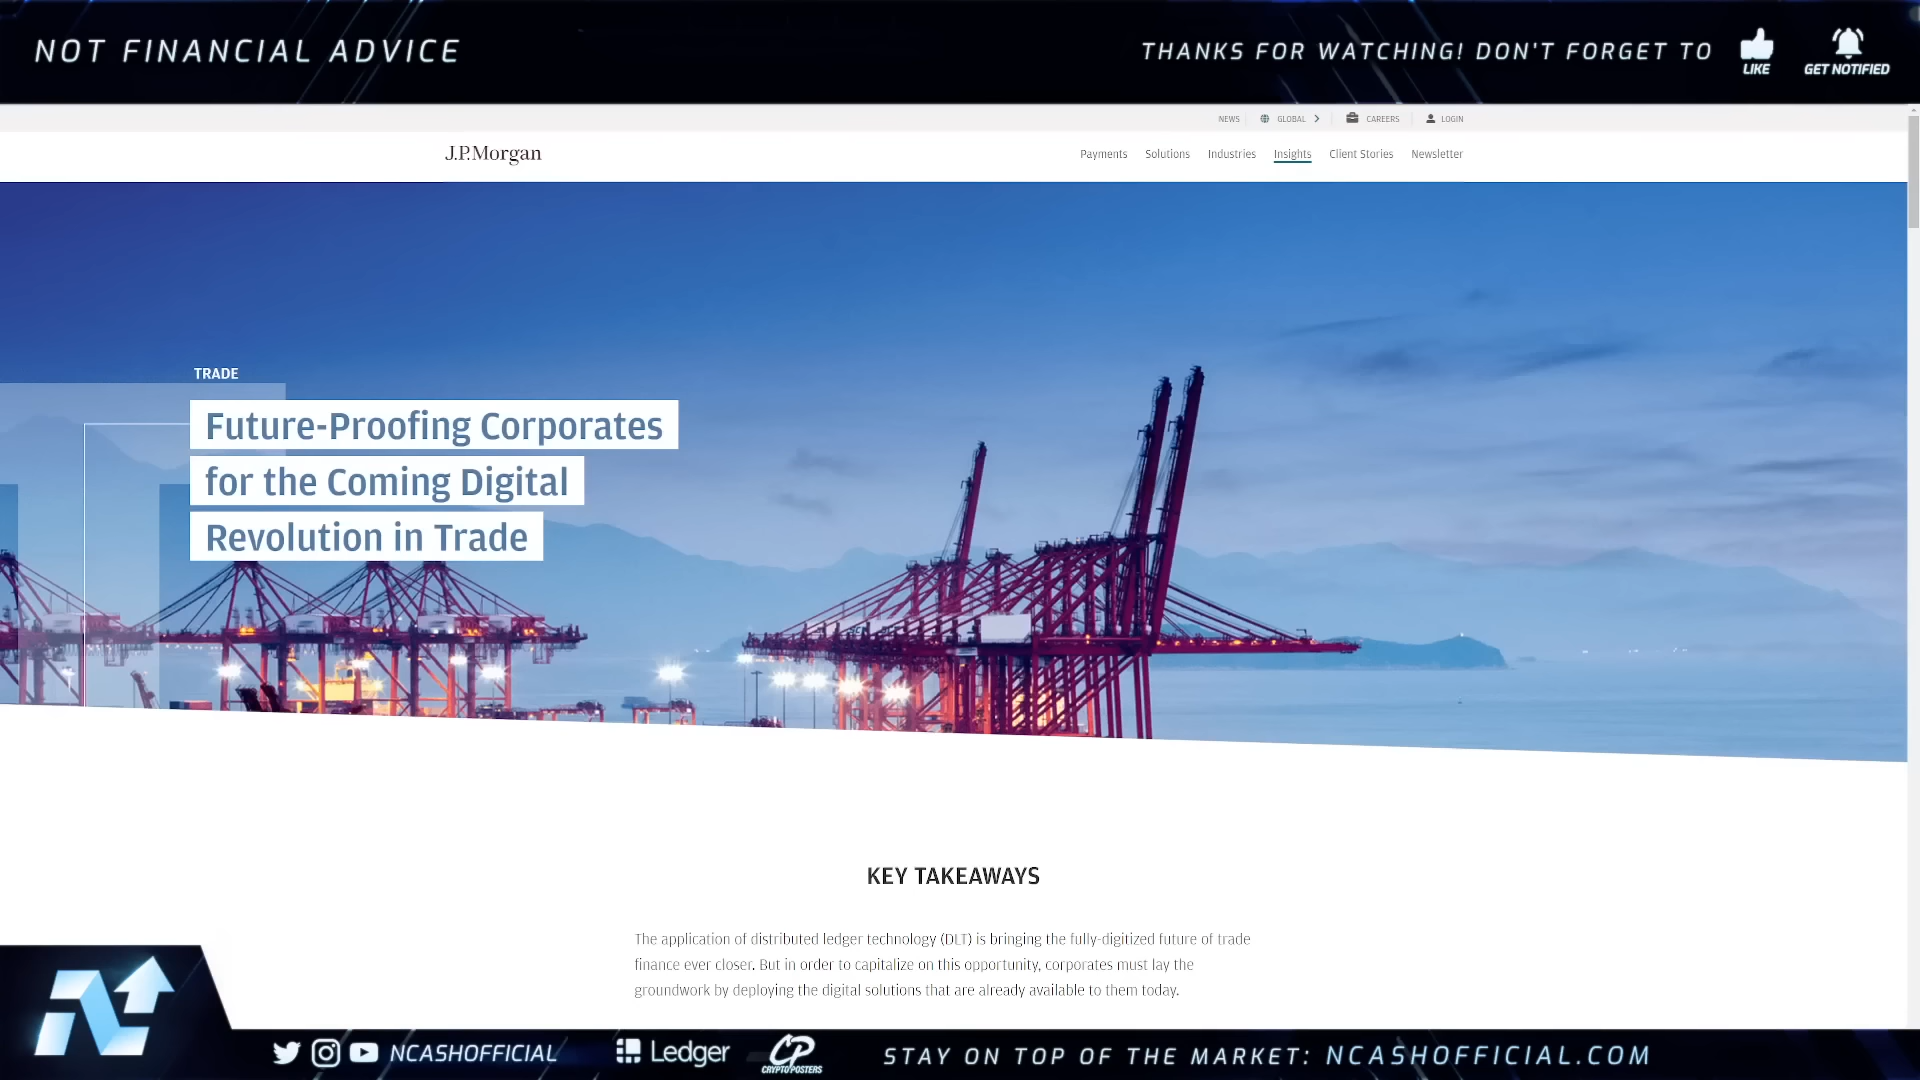 NOT FINANCIAL ADVICE
THANKS FOR WATCHING! DON'T FORGET TO
LIKE
GET NOTIFIED
NEWS
GLOBAL
CAREERS
LOGIN
J.P.Morgan
Payments
Solutions
Industries
Insights
Client Stories
Newsletter
TRADE
Future-Proofing Corporates
for the Coming Digital
Revolution in Trade
KEY TAKEAWAYS
The application of distributed ledger technology (DLT) is bringing the fully-digitized future of trade
finance ever closer. But in order to capitalize on this opportunity, corporates must lay the
groundwork by deploying the digital solutions that are already available to them today.
NCASHOFFICIAL
Ledger
CP
CRYPTOPOSTERS
STAY ON TOP OF THE MARKET: NCASHOFFICIAL.COM